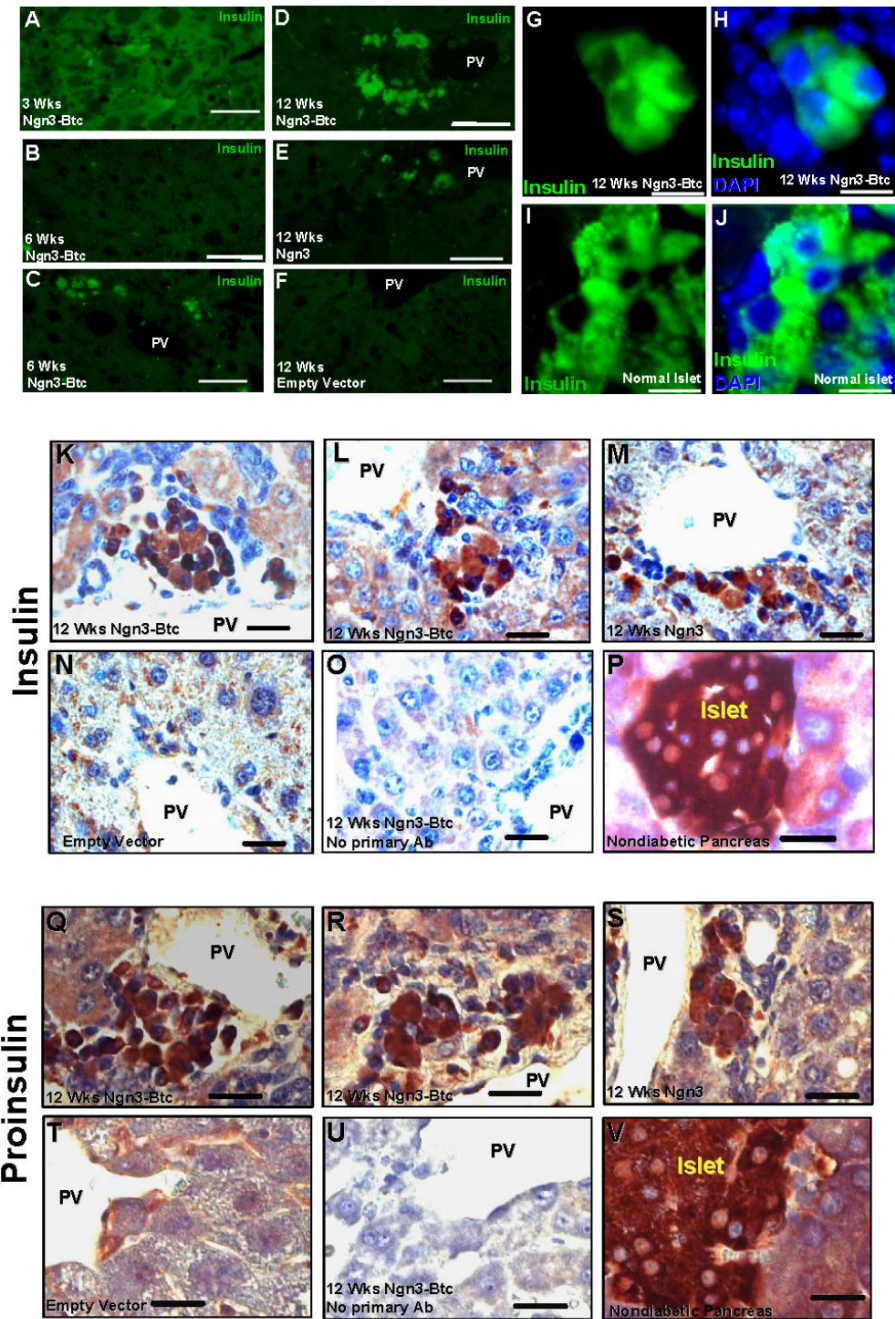 A
Insulin
3 Wks
Ngn3-Btc
D
PV
12 Wks
Ngn3-Btc
G
Insulin
12 Wks Ngn3-Btc
H
Insulin
DAPI
12 Wks Ngn3-Btc
B
Insulin
6 Wks
Ngn3-Btc
E
Insulin
PV
12 Wks
Ngn3
C
Insulin
PV
6 Wks
Ngn3-Btc
F
PV
Insulin
12 Wks
Empty Vector
I
Insulin
Normal Islet
J
Insulin
DAPI
Normal islet
Insulin
K
12 Wks Ngn3-Btc
PV
L
PV
12 Wks Ngn3-Btc
M
PV
12 Wks Ngn3
N
PV
Empty Vector
O
PV
12 Wks Ngn3-Btc
No primary Ab
P
Islet
Nondiabetic Pancreas
Proinsulin
Q
PV
12 Wks Ngn3-Btc
R
PV
12 Wks Ngn3-Btc
S
PV
12 Wks Ngn3
T
PV
Empty Vector
U
PV
12 Wks Ngn3-Btc
No primary Ab
V
Islet
Nondiabetic Pancreas